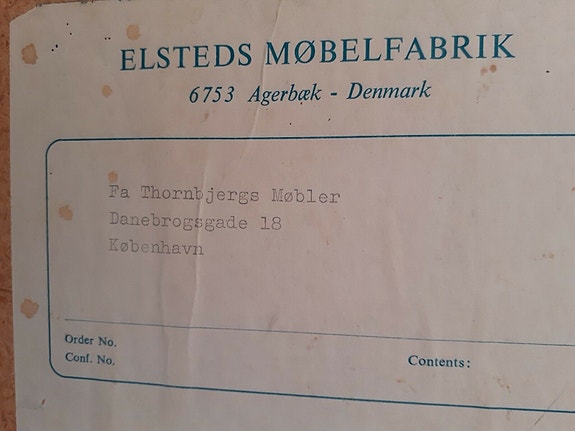 ELSTEDS MØBELFABRIK
6753 Agerbæk - Denmark
Fa Thornbjergs Møbler
Danebrogsgade 18
København
Order No.
Conf. No.
Contents: